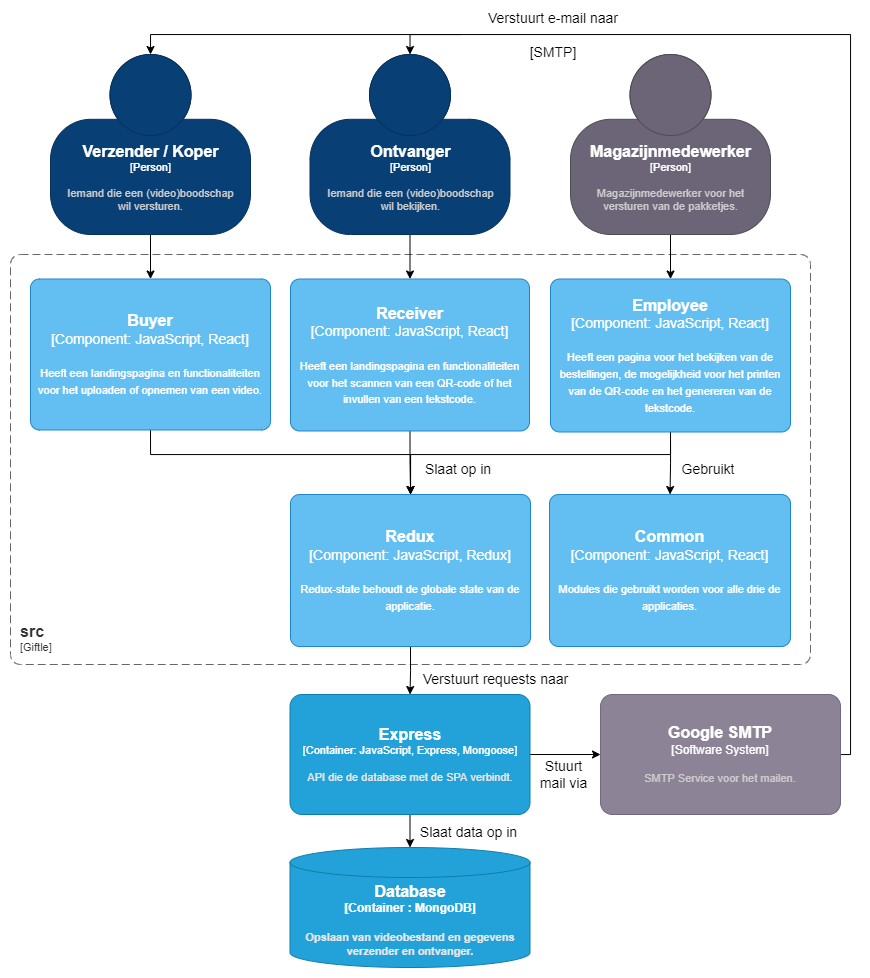 Verstuurt e-mail naar
[SMTP]
Verzender / Koper
[Person]
Iemand die een (video)boodschap
wil versturen.
Ontvanger
[Person]
Iemand die een (video)boodschap
wil bekijken.
Magazijnmedewerker
[Person]
Magazijnmedewerker voor het
versturen van de pakketjes.
Buyer
[Component: JavaScript, React]
Heeft een landingspagina en functionaliteiten
voor het uploaden of opnemen van een video.
Receiver
[Component: JavaScript, React]
Heeft een landingspagina en functionaliteiten
voor het scannen van een QR-code of het
invullen van een tekstcode.
Employee
[Component: JavaScript, React]
Heeft een pagina voor het bekijken van de
bestellingen, de mogelijkheid voor het printen
van de QR-code en het genereren van de
tekstcode.
Slaat op in
Gebruikt
Redux
[Component: JavaScript, Redux]
Redux-state behoudt de globale state van de
applicatie.
Common
[Component: JavaScript, React]
Modules die gebruikt worden voor alle drie de
applicaties.
src
[Giftle]
Verstuurt requests naar
Express
[Container: JavaScript, Express, Mongoose]
API die de database met de SPA verbindt.
Stuurt
mail via
Google SMTP
[Software System]
SMTP Service voor het mailen.
Slaat data op in
Database
[Container : MongoDB]
Opslaan van videobestand en gegevens
verzender en ontvanger.